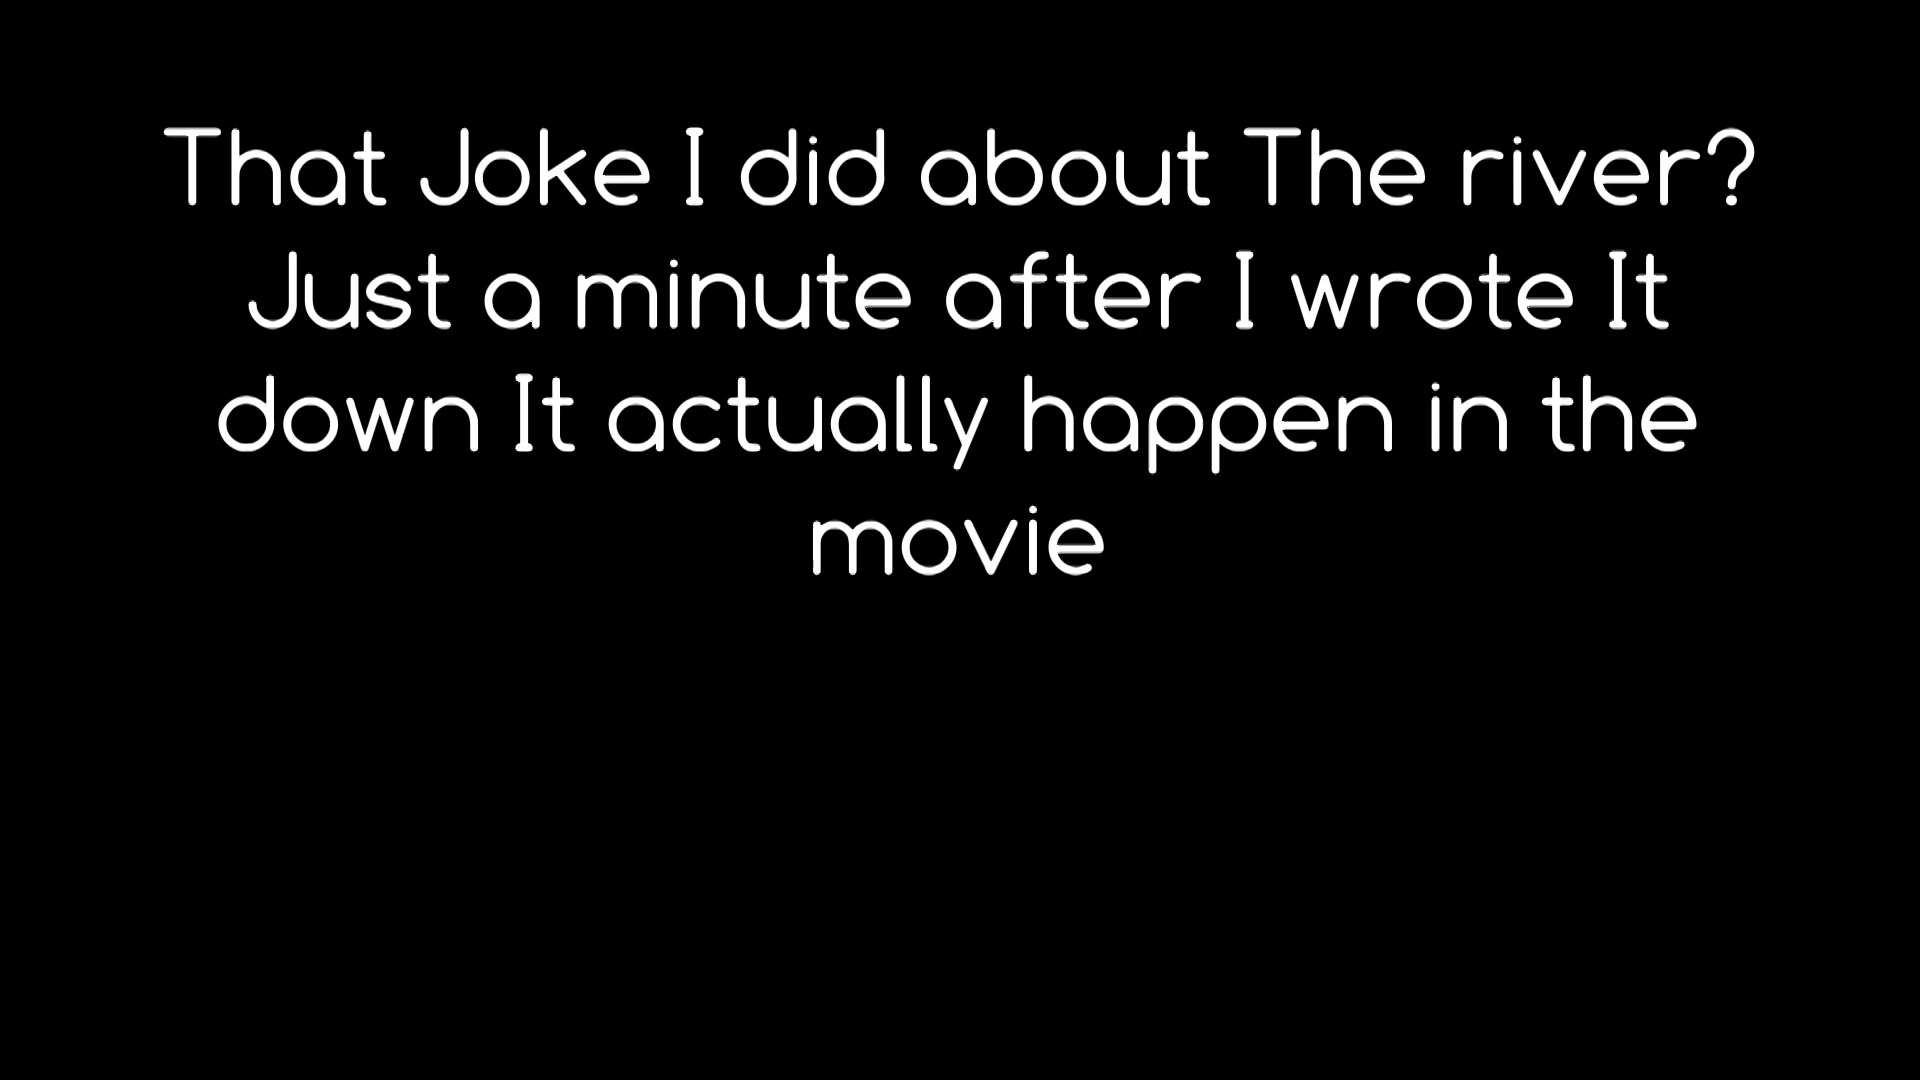 That Joke I did about The river?
Just a minute after I wrote It
down It actually happen in the
movie